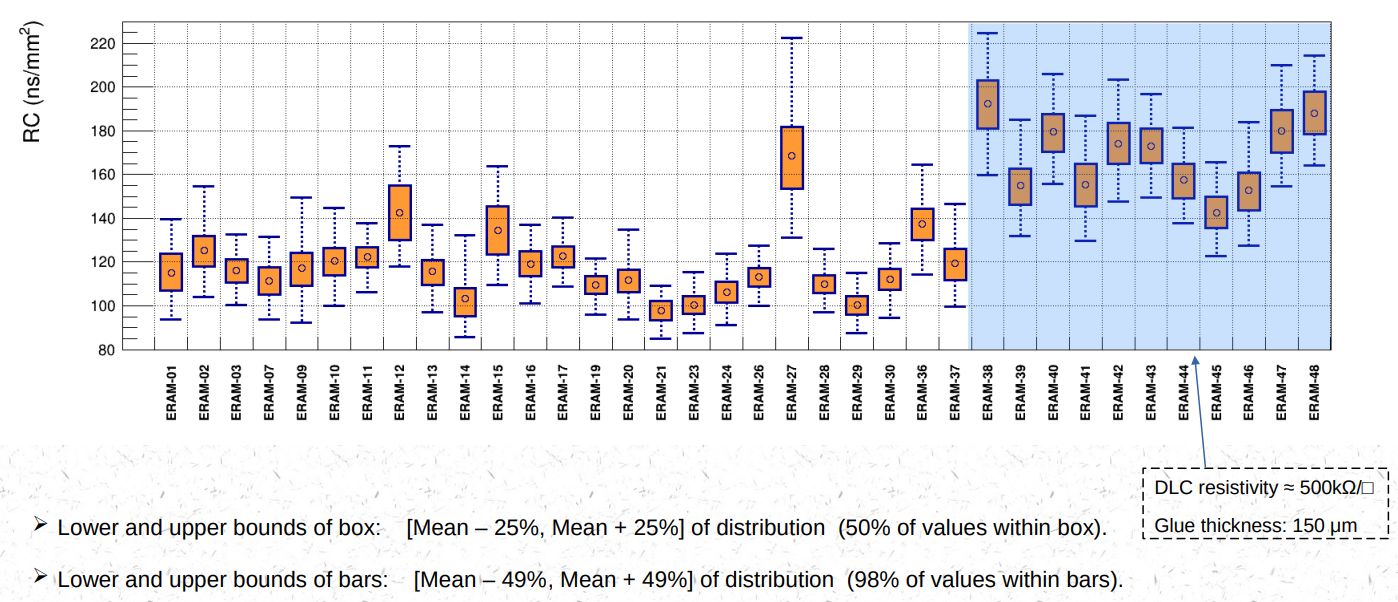 RC (ns/mm²)
220
200
180
160
140
120
100
80
ERAM-01 ERAM-02 ERAM-03 ERAM-07 ERAM-09 ERAM-10 ERAM-11 ERAM-12 ERAM-13 ERAM-14 ERAM-15 ERAM-16 ERAM-17 ERAM-19 ERAM-20 ERAM-21 ERAM-23 ERAM-24 ERAM-26 ERAM-27 ERAM-28 ERAM-29 ERAM-30 ERAM-36 ERAM-37 ERAM-38 ERAM-39 ERAM-40 ERAM-41 ERAM-42 ERAM-43 ERAM-44 ERAM-45 ERAM-46 ERAM-47 ERAM-48
DLC resistivity ≈ 500kΩ/□
Glue thickness: 150 μm
➢ Lower and upper bounds of box: [Mean – 25%, Mean + 25%] of distribution (50% of values within box).
➢ Lower and upper bounds of bars: [Mean – 49%, Mean + 49%] of distribution (98% of values within bars).